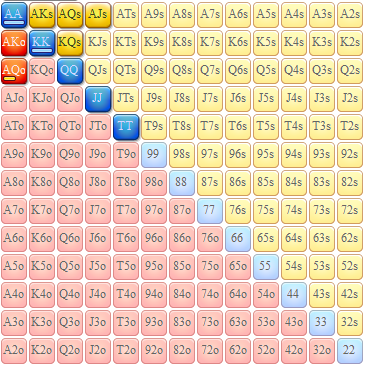 AA AKs AQs AJs ATs A9s A8s A7s A6s A5s A4s A3s A2s
AKo KK KQs KJs KTs K9s K8s K7s K6s K5s K4s K3s K2s
AQo KQo QQ QJs QTs Q9s Q8s Q7s Q6s Q5s Q4s Q3s Q2s
AJo KJo QJo JJ JTs J9s J8s J7s J6s J5s J4s J3s J2s
ATo KTo QTo JTo TT T9s T8s T7s T6s T5s T4s T3s T2s
A9o K9o Q9o J9o T9o 99 98s 97s 96s 95s 94s 93s 92s
A8o K8o Q8o J8o T8o 98o 88 87s 86s 85s 84s 83s 82s
A7o K7o Q7o J7o T7o 97o 87o 77 76s 75s 74s 73s 72s
A6o K6o Q6o J6o T6o 96o 86o 76o 66 65s 64s 63s 62s
A5o K5o Q5o J5o T5o 95o 85o 75o 65o 55 54s 53s 52s
A4o K4o Q4o J4o T4o 94o 84o 74o 64o 54o 44 43s 42s
A3o K3o Q3o J3o T3o 93o 83o 73o 63o 53o 43o 33 32s
A2o K2o Q2o J2o T2o 92o 82o 72o 62o 52o 42o 32o 22